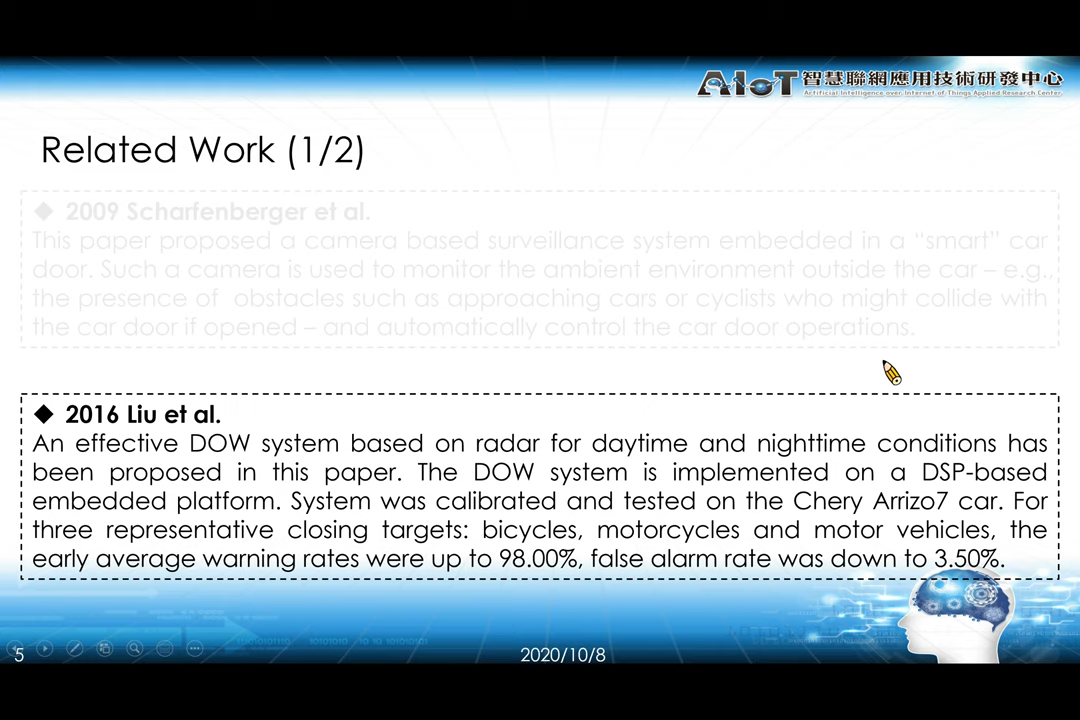 AIoT 智慧聯網應用技術研發中心
Artificial Intelligence over Internet of Things Applied Research Center.
Related Work (1/2)
◆ 2009 Scharfenberger et al.
This paper proposed a camera based surveillance system embedded in a “smart” car
door. Such a camera is used to monitor the ambient environment outside the car – e.g.,
the presence of obstacles such as approaching cars or cyclists who might collide with
the car door if opened – and automatically control the car door operations.
◆ 2016 Liu et al.
An effective DOW system based on radar for daytime and nighttime conditions has
been proposed in this paper. The DOW system is implemented on a DSP-based
embedded platform. System was calibrated and tested on the Chery Arrizo7 car. For
three representative closing targets: bicycles, motorcycles and motor vehicles, the
early average warning rates were up to 98.00%, false alarm rate was down to 3.50%.
5
2020/10/8